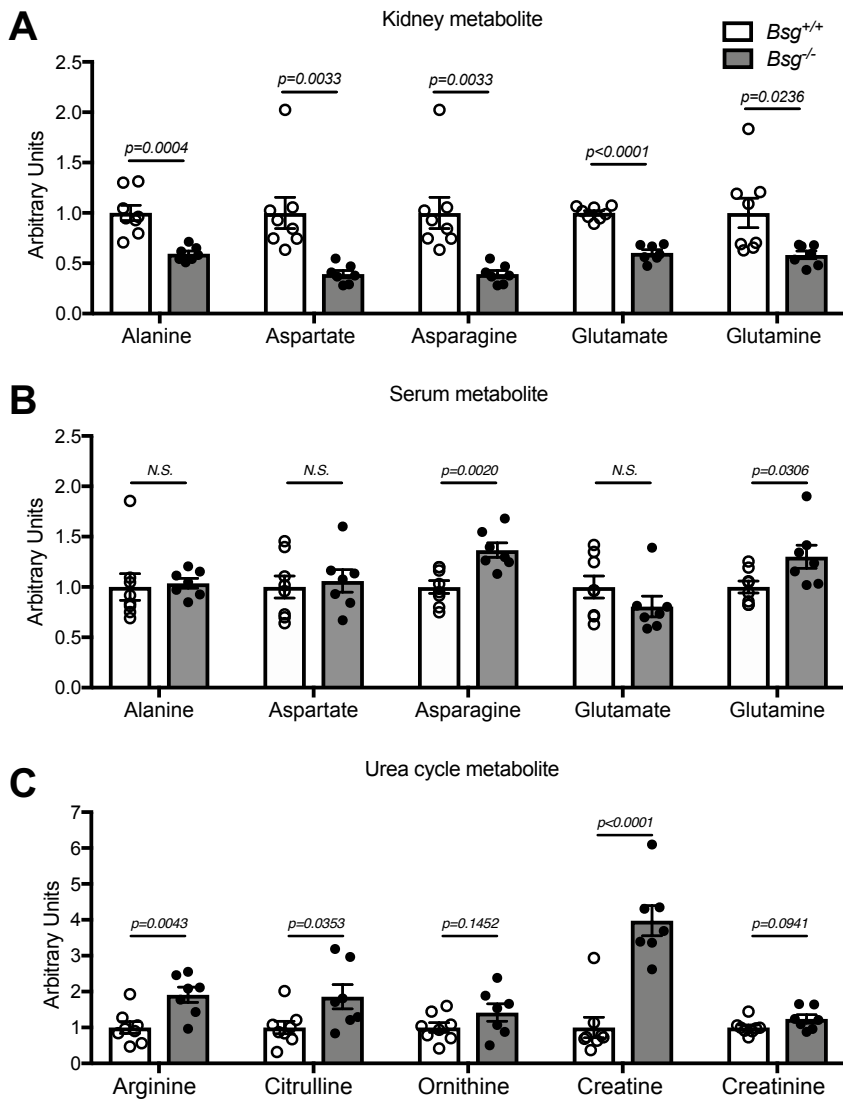 A
Kidney metabolite
Bsg+/+
Bsg-/-
Arbitrary Units
2.5
2.0
1.5
1.0
0.5
0.0
p=0.0004
p=0.0033
p=0.0033
p<0.0001
p=0.0236
Alanine Aspartate Asparagine Glutamate Glutamine
B
Serum metabolite
Arbitrary Units
2.5
2.0
1.5
1.0
0.5
0.0
N.S. N.S. p=0.0020 N.S. p=0.0306
Alanine Aspartate Asparagine Glutamate Glutamine
C
Urea cycle metabolite
Arbitrary Units
7
6
5
4
3
2
1
0
p=0.0043
p=0.0353
p=0.1452
p<0.0001
p=0.0941
Arginine Citrulline Ornithine Creatine Creatinine